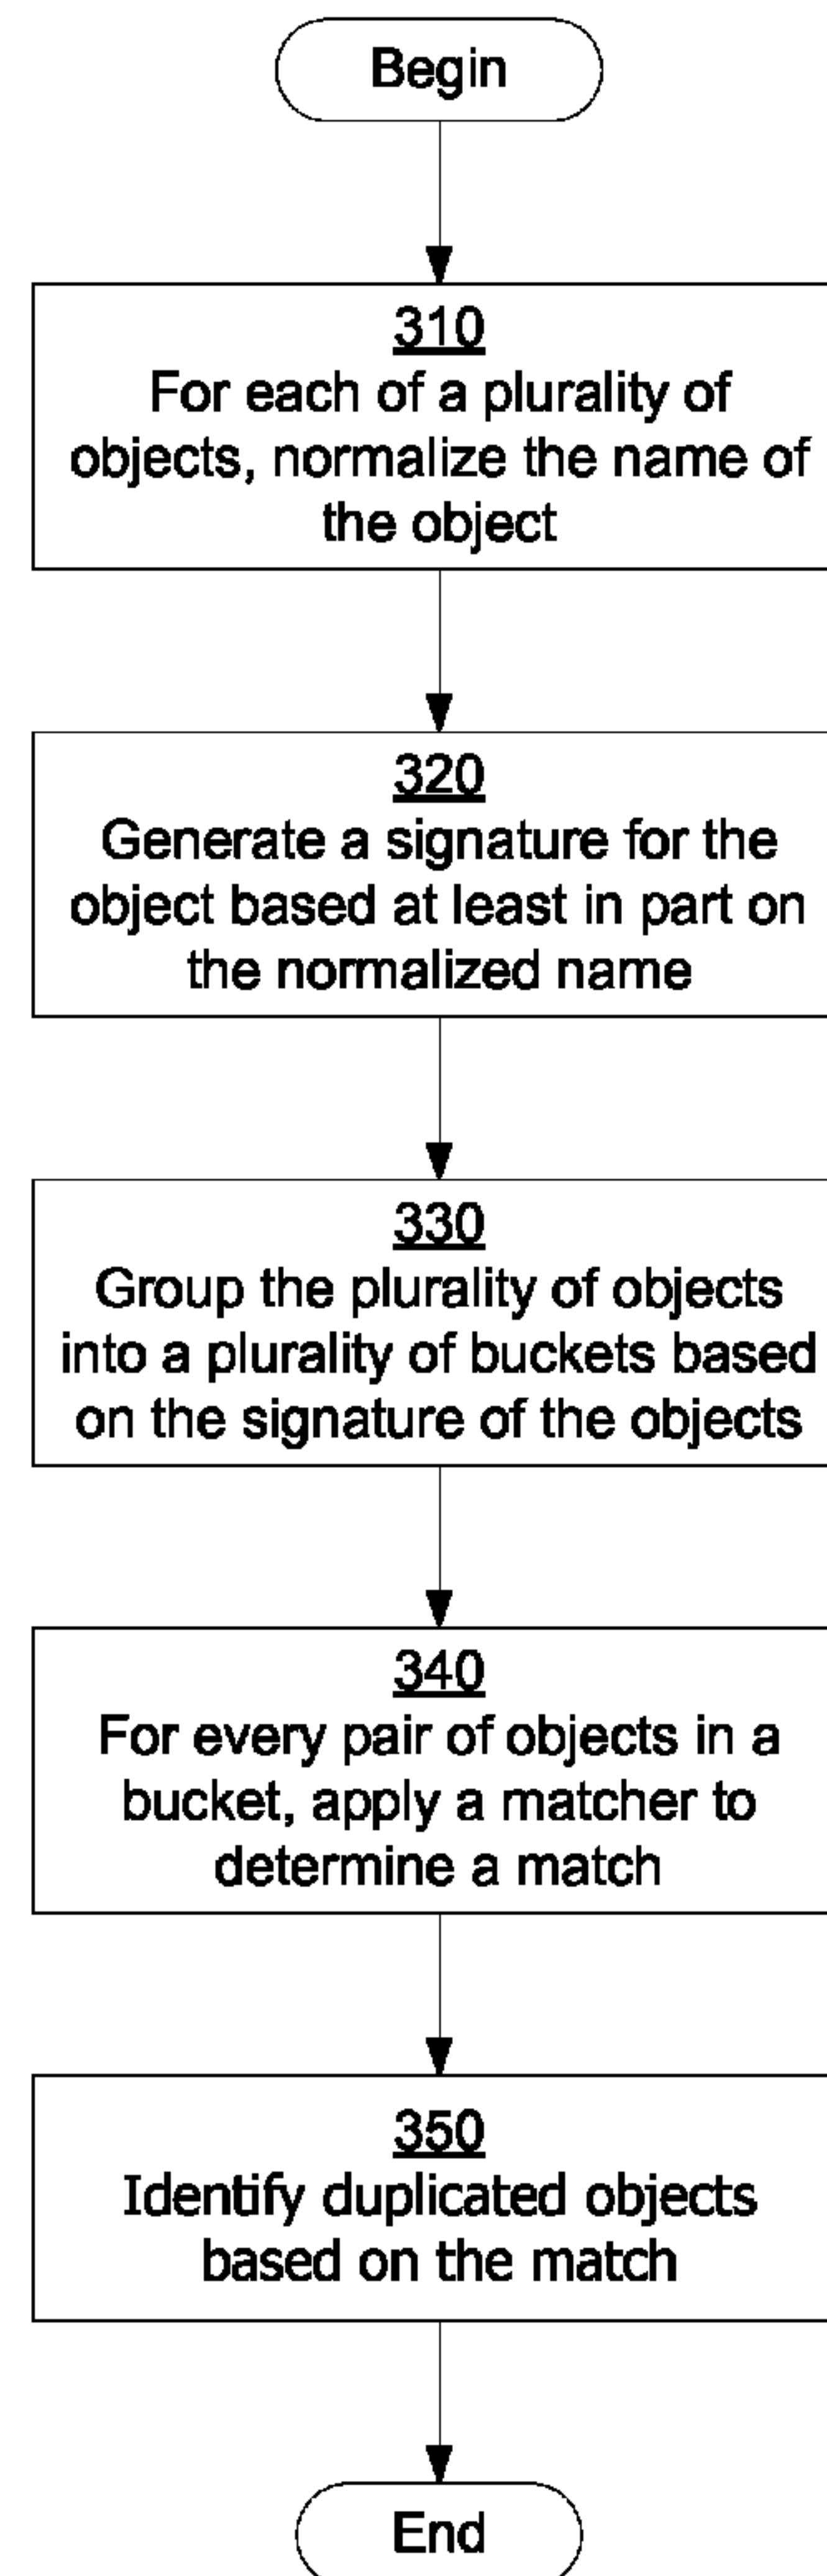 Begin
310
For each of a plurality of
objects, normalize the name of
the object
320
Generate a signature for the
object based at least in part on
the normalized name
330
Group the plurality of objects
into a plurality of buckets based
on the signature of the objects
340
For every pair of objects in a
bucket, apply a matcher to
determine a match
350
Identify duplicated objects
based on the match
End